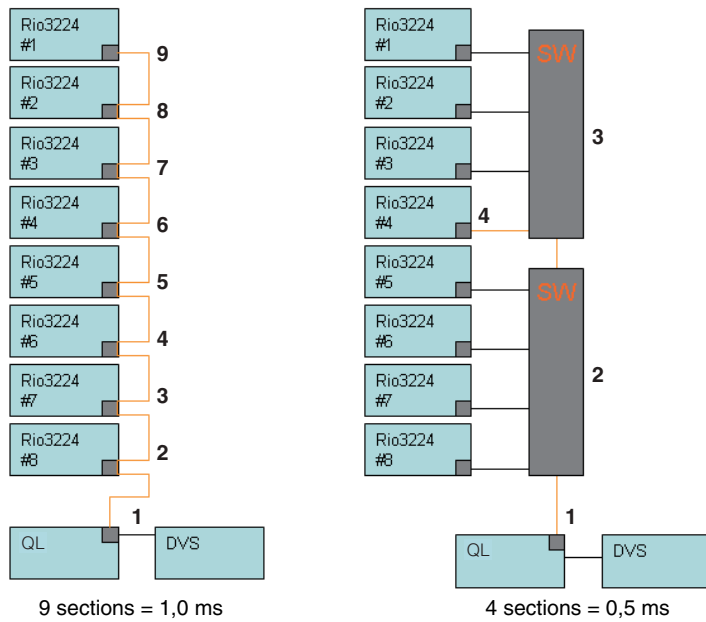 Rio3224
#1
9
Rio3224
#2
8
Rio3224
#3
7
Rio3224
#4
6
Rio3224
#5
5
Rio3224
#6
4
Rio3224
#7
3
Rio3224
#8
2
1
QL
DVS
9 sections = 1,0 ms
Rio3224
#1
SW
Rio3224
#2
3
Rio3224
#3
Rio3224
#4
4
Rio3224
#5
SW
Rio3224
#6
2
Rio3224
#7
Rio3224
#8
1
QL
DVS
4 sections = 0,5 ms